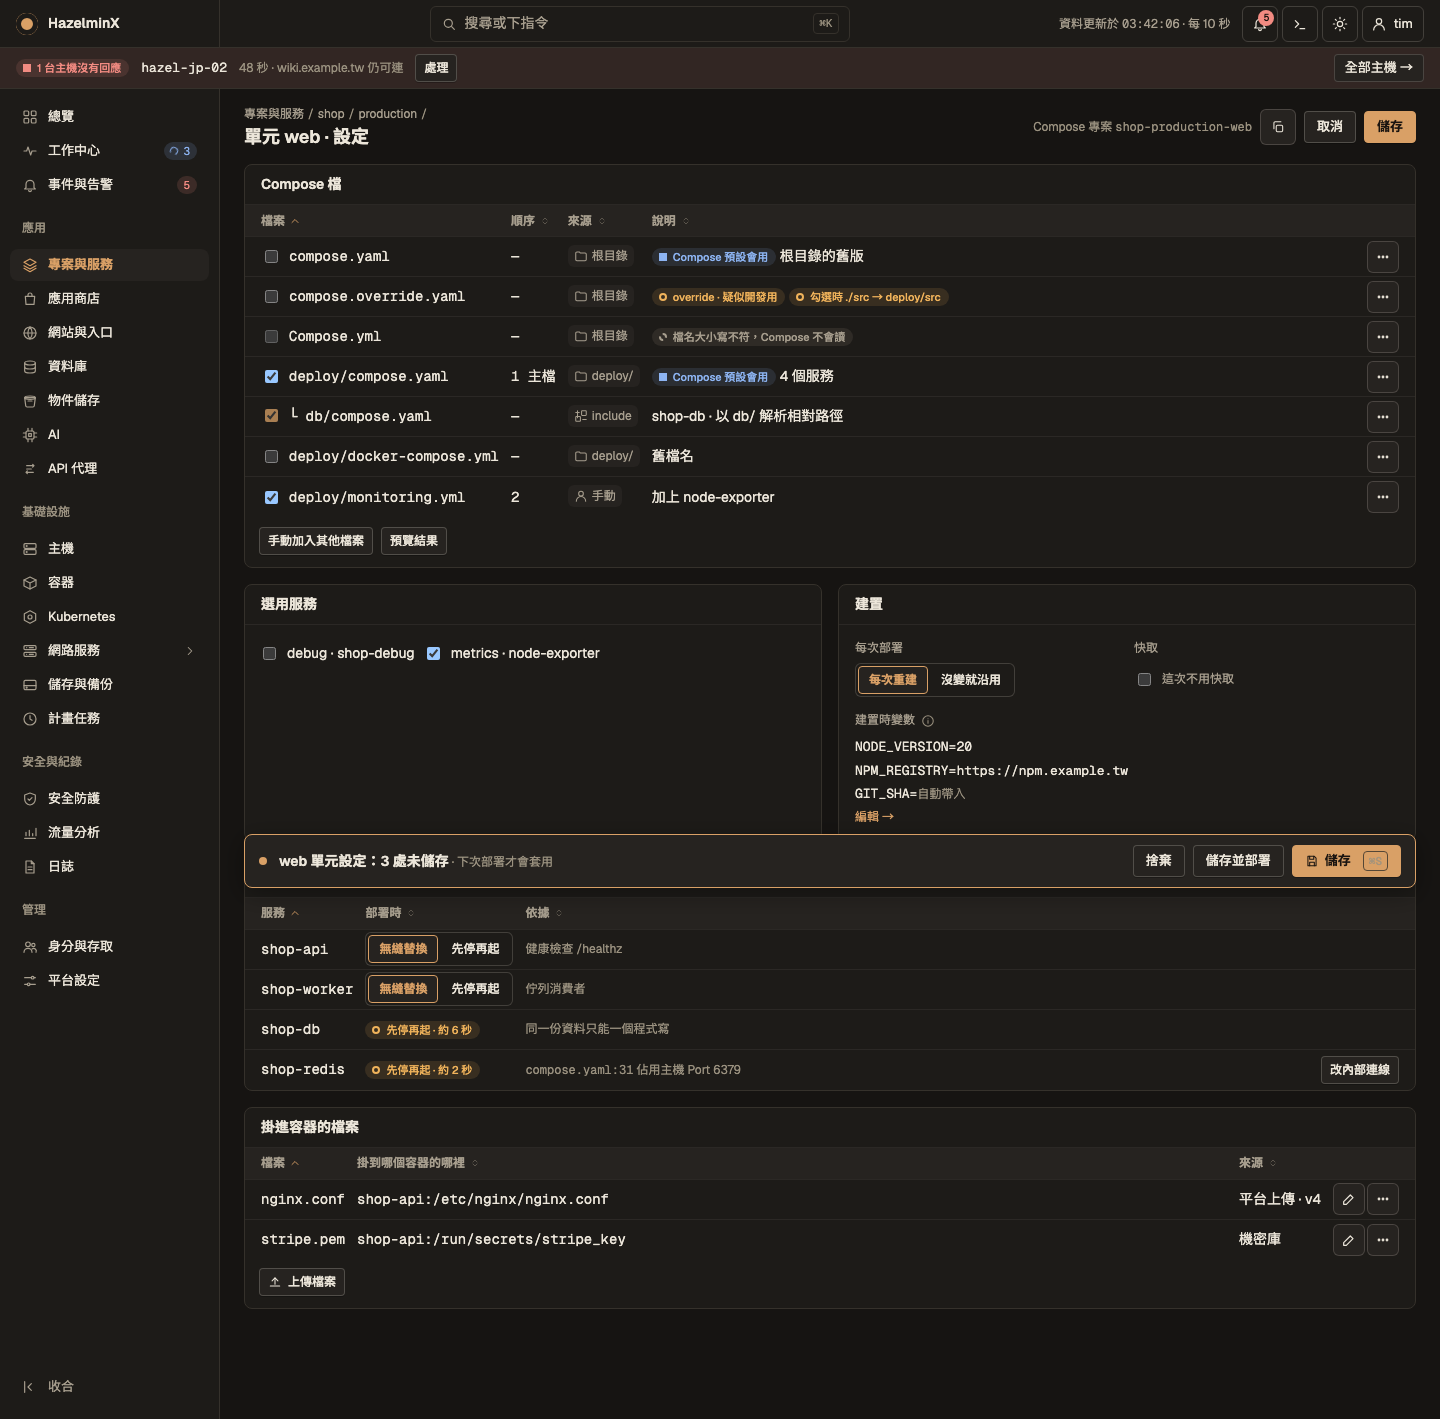 HazelminX
搜尋或下指令 ⌘K
資料更新於 03:42:06 · 每 10 秒
5
tim
1 台主機沒有回應 hazel-jp-02 48 秒 · wiki.example.tw 仍可連 處理
全部主機 →
總覽
工作中心 3
事件與告警 5
應用
專案與服務
應用商店
網站與入口
資料庫
物件儲存
AI
API 代理
基礎設施
主機
容器
Kubernetes
網路服務
儲存與備份
計畫任務
安全與紀錄
安全防護
流量分析
日誌
管理
身分與存取
平台設定
收合
專案與服務 / shop / production /
單元 web · 設定
Compose 專案 shop-production-web 取消 儲存
Compose 檔
檔案 順序 來源 說明
compose.yaml — 根目錄 Compose 預設會用 根目錄的舊版
compose.override.yaml — 根目錄 override · 疑似開發用 勾選時 ./src → deploy/src
Compose.yml — 根目錄 檔名大小寫不符，Compose 不會讀
deploy/compose.yaml 1 主檔 deploy/ Compose 預設會用 4 個服務
└ db/compose.yaml — include shop-db · 以 db/ 解析相對路徑
deploy/docker-compose.yml — deploy/ 舊檔名
deploy/monitoring.yml 2 手動 加上 node-exporter
手動加入其他檔案 預覽結果
選用服務
debug · shop-debug metrics · node-exporter
建置
每次部署 快取
每次重建 沒變就沿用 這次不用快取
建置時變數
NODE_VERSION=20
NPM_REGISTRY=https://npm.example.tw
GIT_SHA=自動帶入
編輯 →
web 單元設定：3 處未儲存 · 下次部署才會套用 捨棄 儲存並部署 儲存 ⌘S
服務 部署時 依據
shop-api 無縫替換 先停再起 健康檢查 /healthz
shop-worker 無縫替換 先停再起 佇列消費者
shop-db 先停再起 · 約 6 秒 同一份資料只能一個程式寫
shop-redis 先停再起 · 約 2 秒 compose.yaml:31 佔用主機 Port 6379 改內部連線
掛進容器的檔案
檔案 掛到哪個容器的哪裡 來源
nginx.conf shop-api:/etc/nginx/nginx.conf 平台上傳 · v4
stripe.pem shop-api:/run/secrets/stripe_key 機密庫
上傳檔案